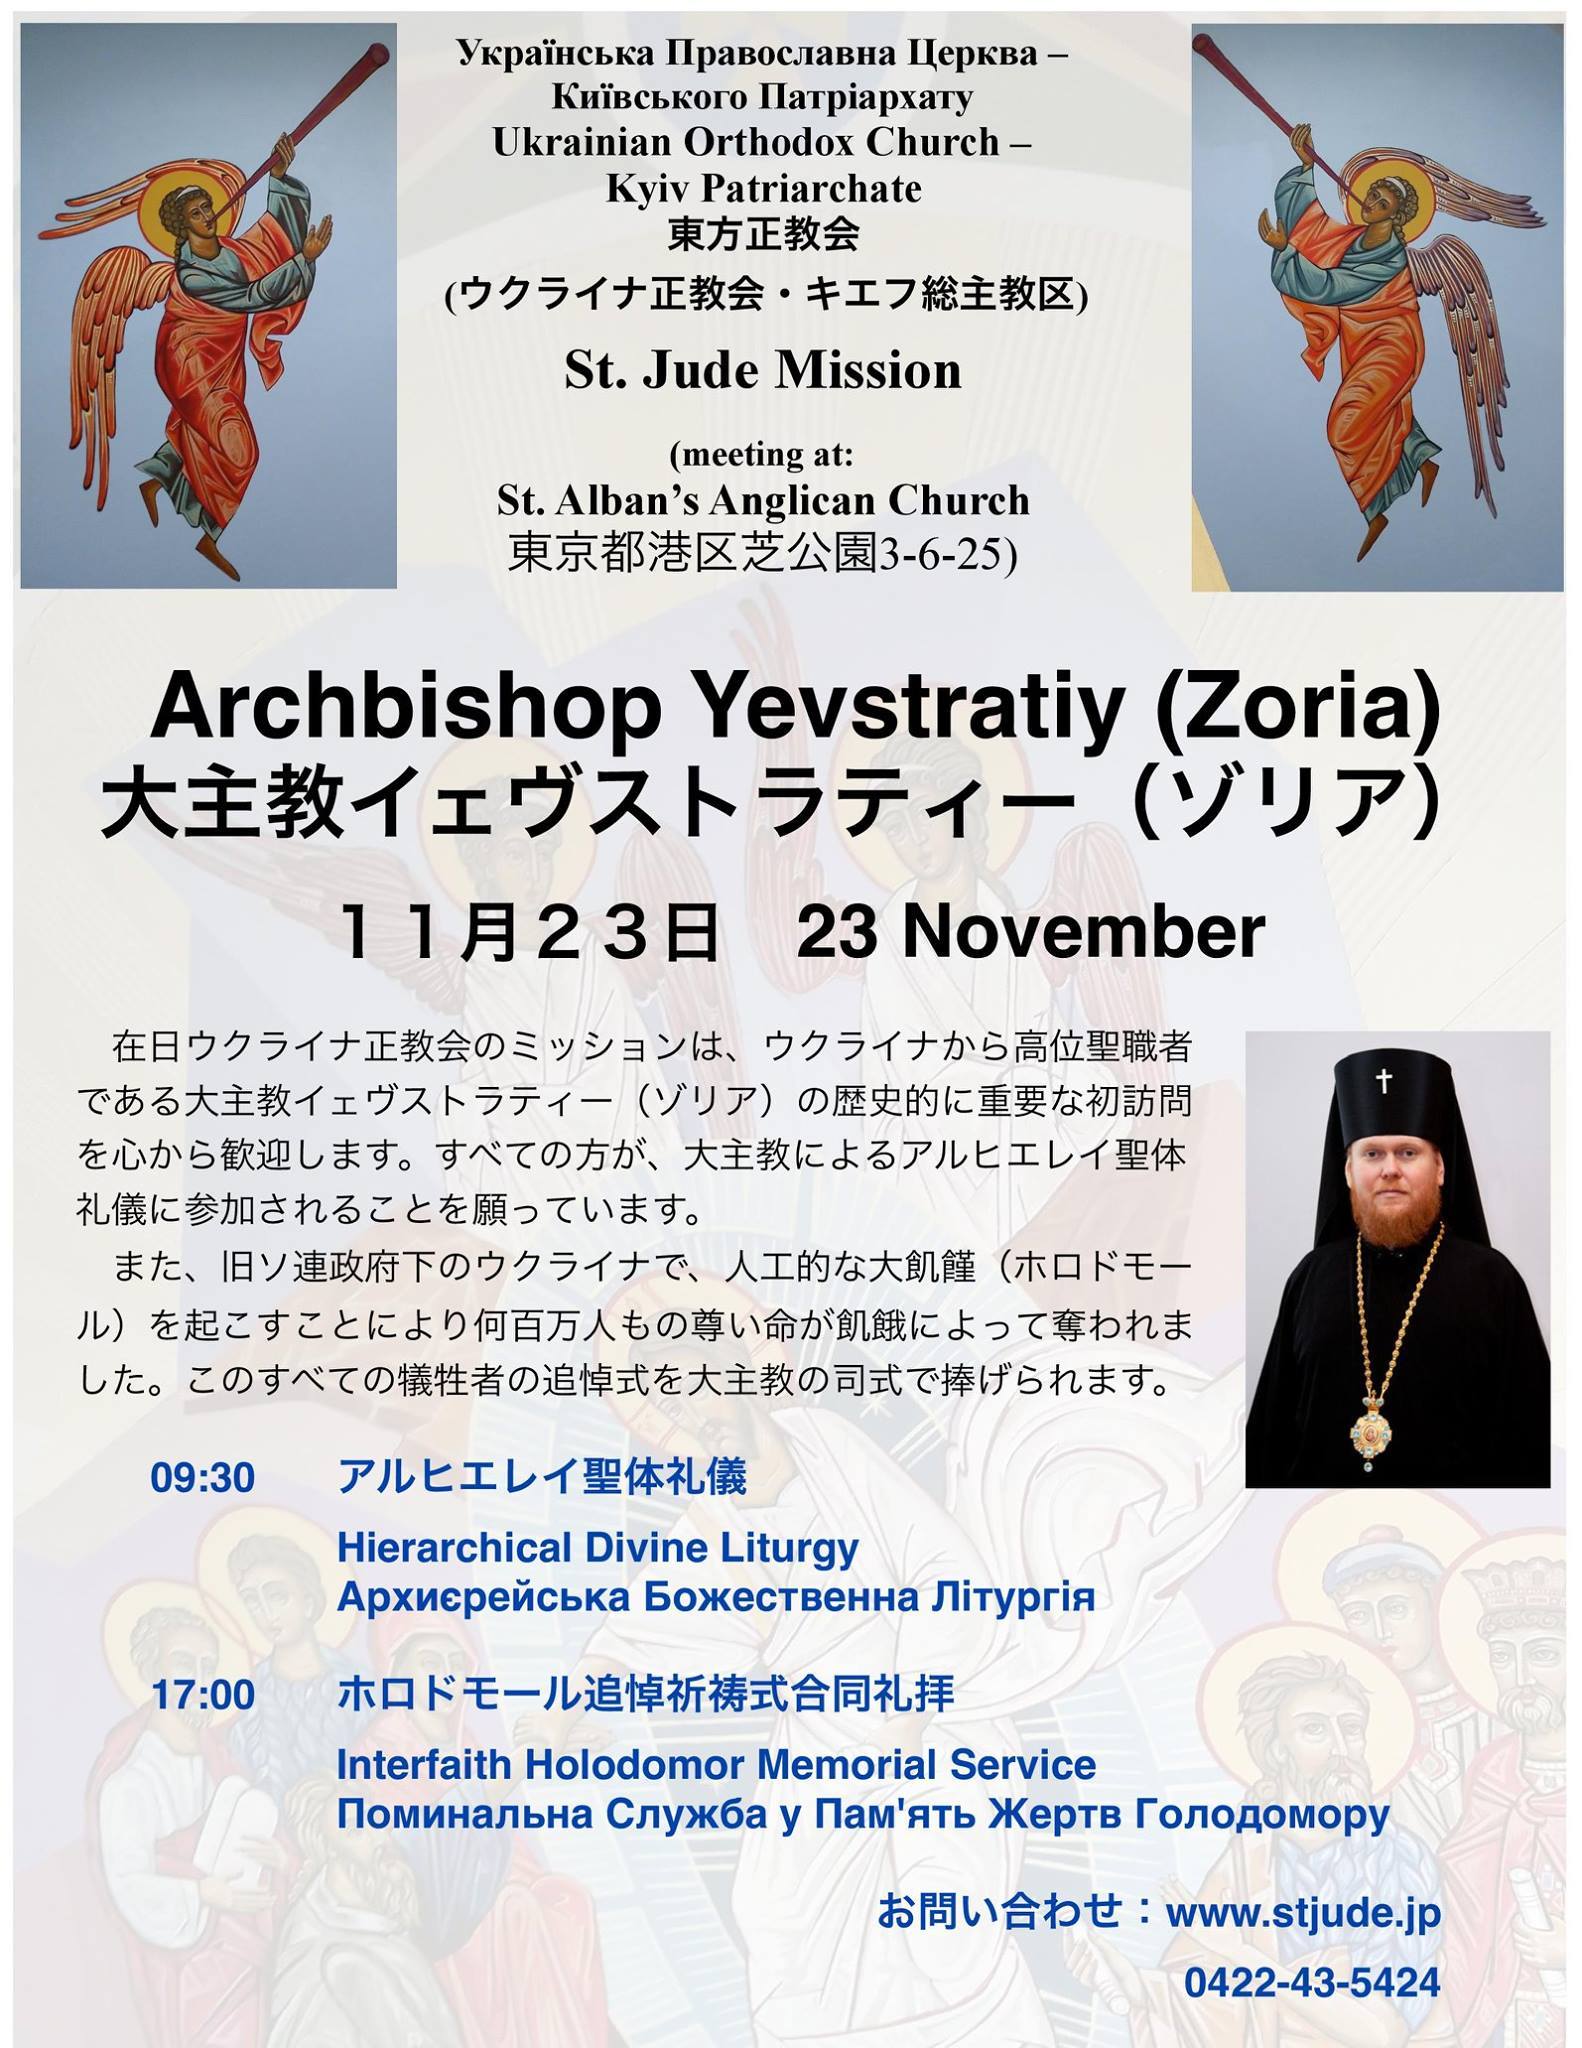 Українська Православна Церква –
Київського Патріархату
Ukrainian Orthodox Church –
Kyiv Patriarchate
東方正教会
(ウクライナ正教会・キエフ総主教区)
St. Jude Mission
(meeting at:
St. Alban’s Anglican Church
東京都港区芝公園3-6-25)
Archbishop Yevstratiy (Zoria)
大主教イェヴストラティー（ゾリア）
１１月２３日　23 November
在日ウクライナ正教会のミッションは、ウクライナから高位聖職者
である大主教イェヴストラティー（ゾリア）の歴史的に重要な初訪問
を心から歓迎します。すべての方が、大主教によるアルヒエレイ聖体
礼儀に参加されることを願っています。
また、旧ソ連政府下のウクライナで、人工的な大飢饉（ホロドモー
ル）を起こすことにより何百万人もの尊い命が飢餓によって奪われま
した。このすべての犠牲者の追悼式を大主教の司式で捧げられます。
09:30 アルヒエレイ聖体礼儀
Hierarchical Divine Liturgy
Архиєрейська Божественна Літургія
17:00 ホロドモール追悼祈祷式合同礼拝
Interfaith Holodomor Memorial Service
Поминальна Служба у Пам'ять Жертв Голодомору
お問い合わせ：www.stjude.jp
0422-43-5424